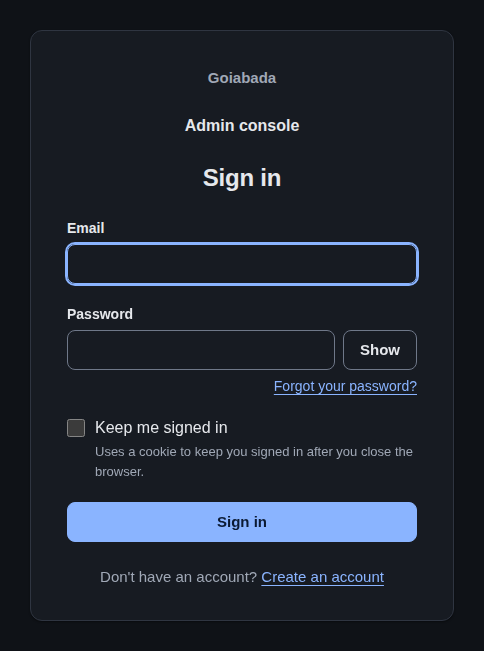 Goiabada
Admin console
Sign in
Email
Password
Show
Forgot your password?
Keep me signed in
Uses a cookie to keep you signed in after you close the
browser.
Sign in
Don't have an account? Create an account